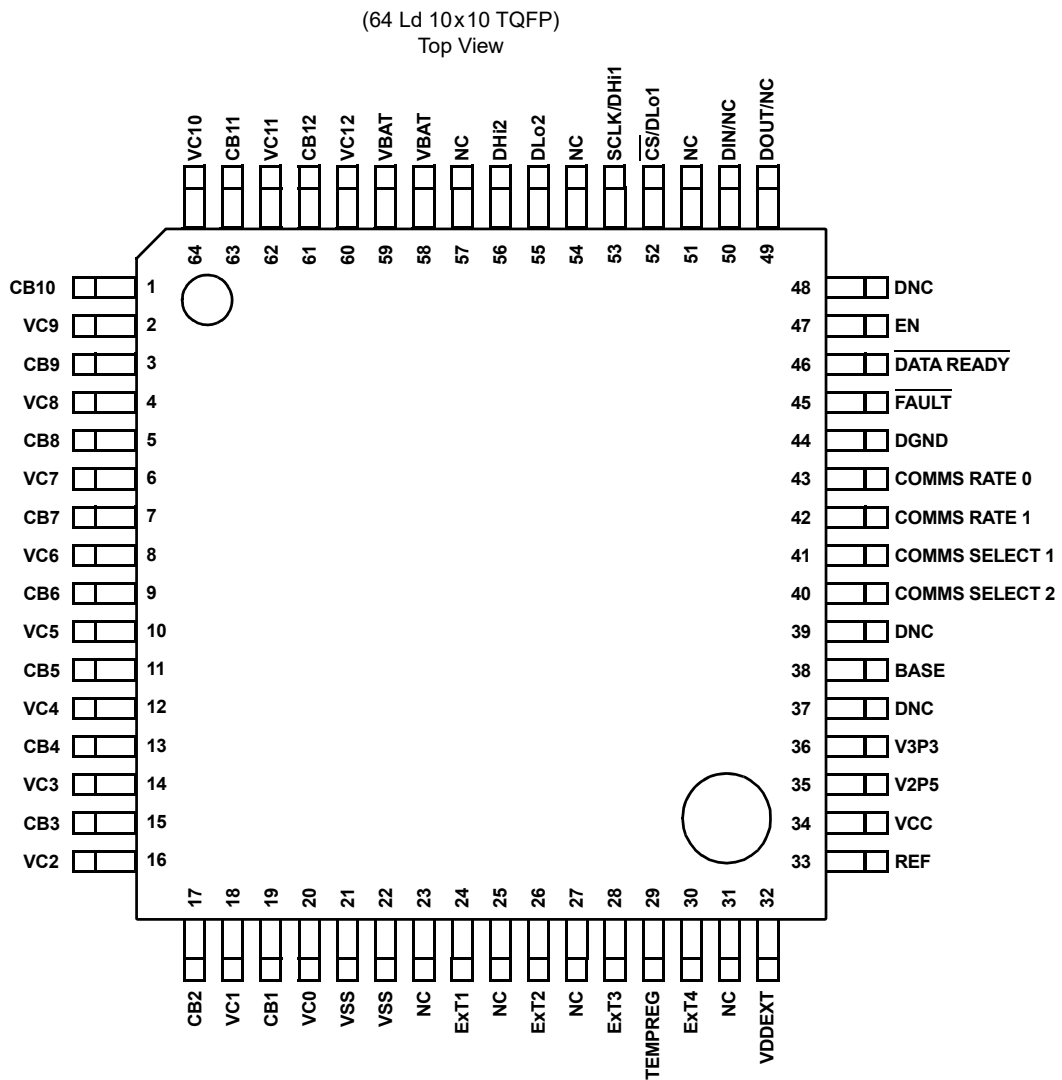 (64 Ld 10x10 TQFP)
Top View
VC10
CB11
VC11
CB12
VC12
VBAT
VBAT
NC
DHi2
DLo2
NC
SCLK/DHi1
CS/DLo1
NC
DIN/NC
DOUT/NC
64
63
62
61
60
59
58
57
56
55
54
53
52
51
50
49
CB10 1
VC9 2
CB9 3
VC8 4
CB8 5
VC7 6
CB7 7
VC6 8
CB6 9
VC5 10
CB5 11
VC4 12
CB4 13
VC3 14
CB3 15
VC2 16
48 DNC
47 EN
46 DATA READY
45 FAULT
44 DGND
43 COMMS RATE 0
42 COMMS RATE 1
41 COMMS SELECT 1
40 COMMS SELECT 2
39 DNC
38 BASE
37 DNC
36 V3P3
35 V2P5
34 VCC
33 REF
17
18
19
20
21
22
23
24
25
26
27
28
29
30
31
32
CB2
VC1
CB1
VC0
VSS
VSS
NC
ExT1
NC
ExT2
NC
ExT3
TEMPREG
ExT4
NC
VDDEXT